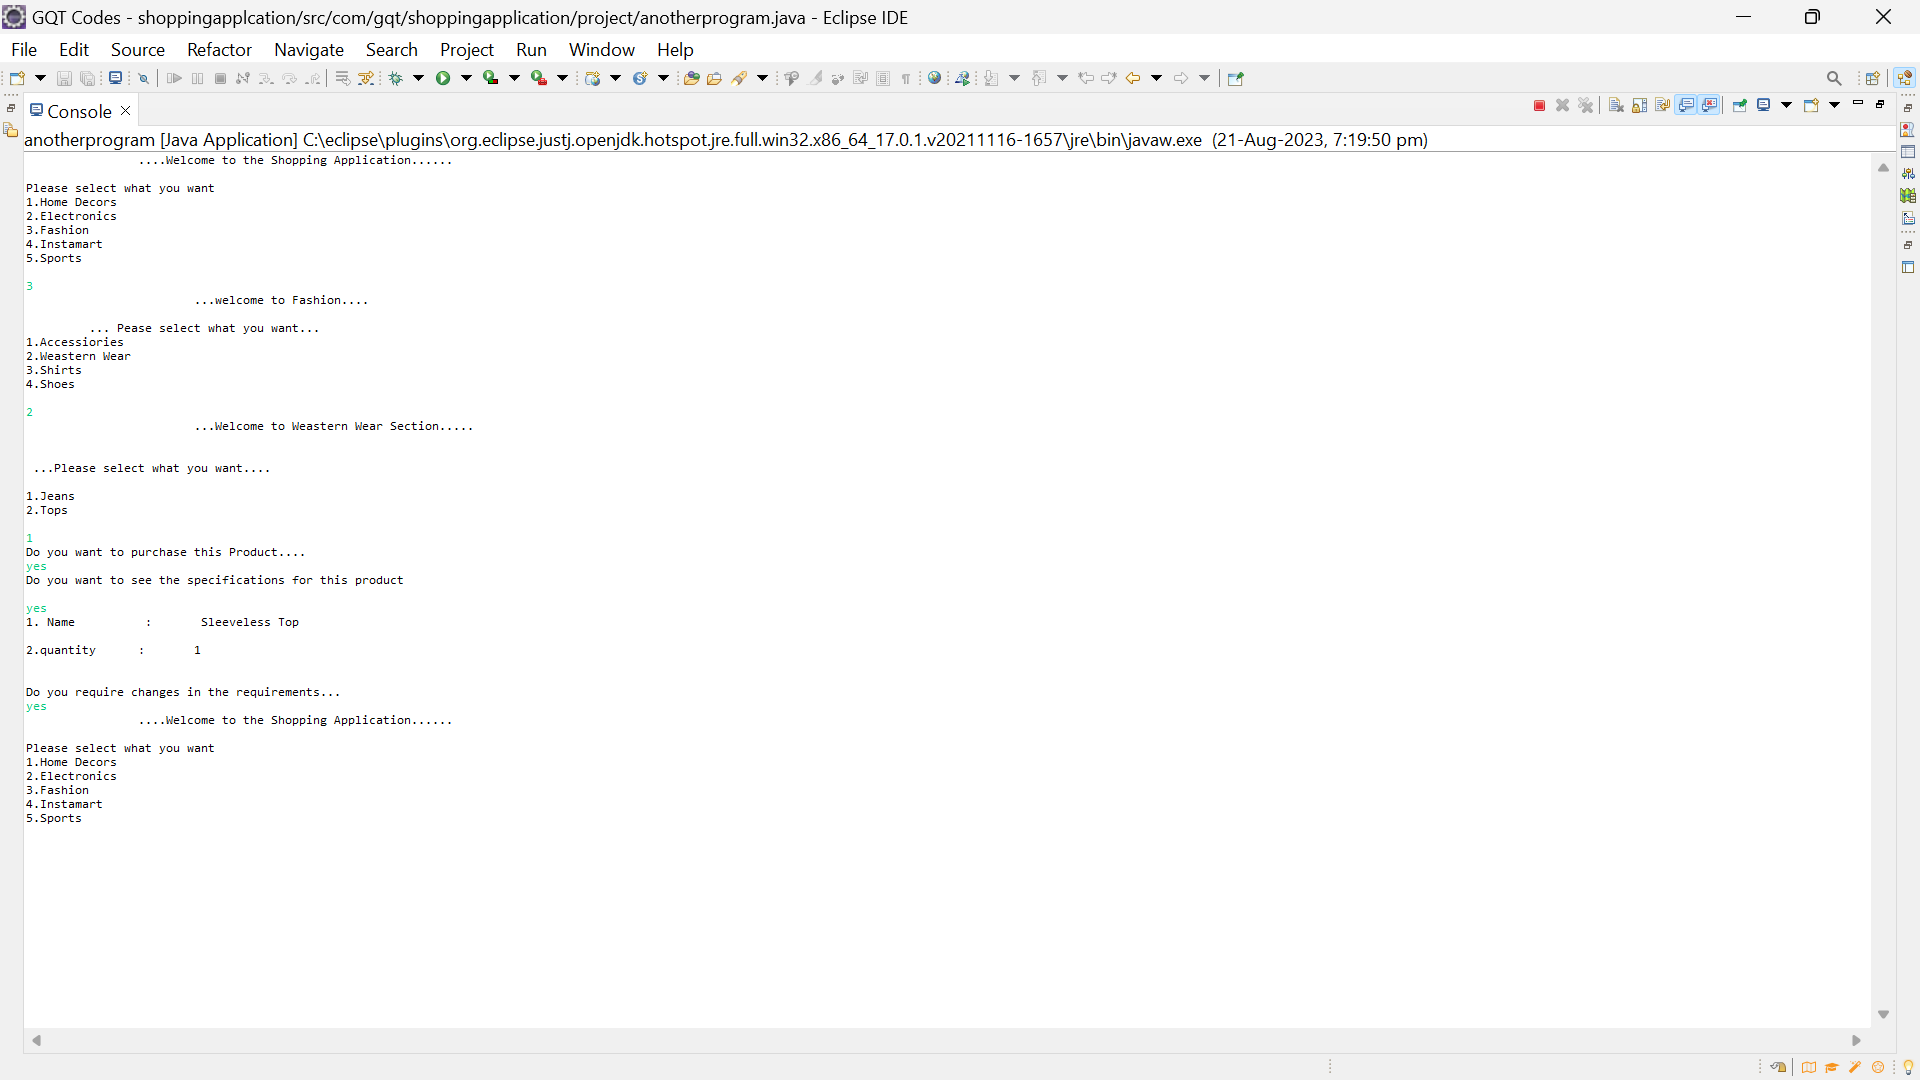 GQT Codes - shoppingapplcation/src/com/gqt/shoppingapplication/project/anotherprogram.java - Eclipse IDE
File Edit Source Refactor Navigate Search Project Run Window Help
Console
anotherprogram [Java Application] C:\eclipse\plugins\org.eclipse.justj.openjdk.hotspot.jre.full.win32.x86_64_17.0.1.v20211116-1657\jre\bin\javaw.exe (21-Aug-2023, 7:19:50 pm)
....Welcome to the Shopping Application......
Please select what you want
1.Home Decors
2.Electronics
3.Fashion
4.Instamart
5.Sports
3
...welcome to Fashion....
... Pease select what you want...
1.Accessiories
2.Weastern Wear
3.Shirts
4.Shoes
2
...Welcome to Weastern Wear Section.....
...Please select what you want....
1.Jeans
2.Tops
1
Do you want to purchase this Product....
yes
Do you want to see the specifications for this product
yes
1. Name : Sleeveless Top
2.quantity : 1
Do you require changes in the requirements...
yes
....Welcome to the Shopping Application......
Please select what you want
1.Home Decors
2.Electronics
3.Fashion
4.Instamart
5.Sports